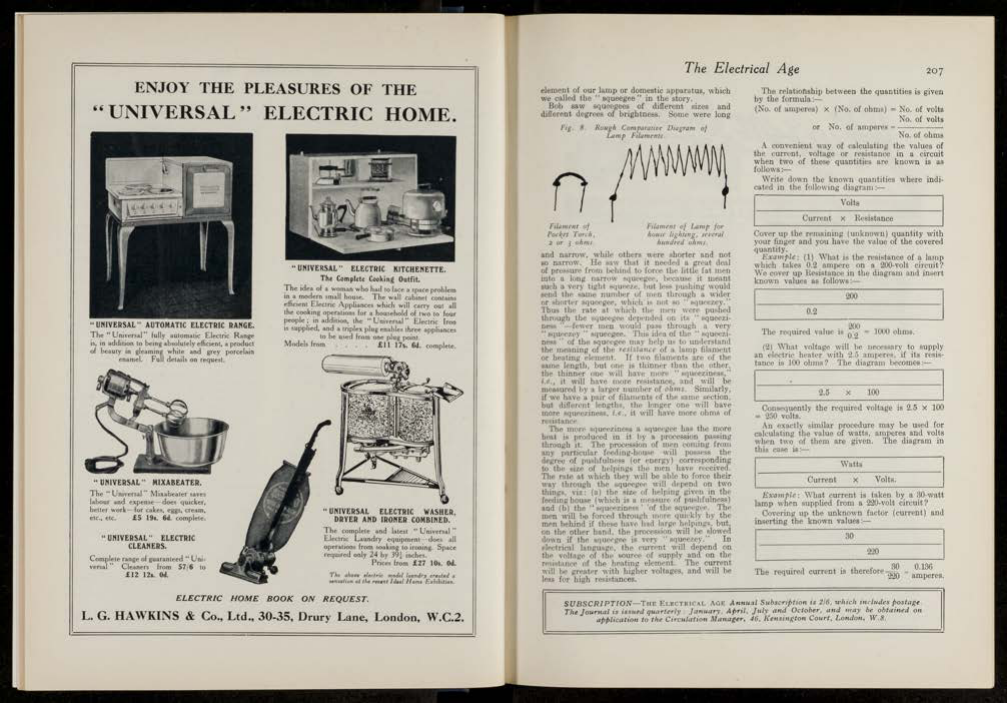 ENJOY THE PLEASURES OF THE
"UNIVERSAL" ELECTRIC HOME.
"UNIVERSAL" AUTOMATIC ELECTRIC RANGE.
The "Universal" fully automatic Electric Range
is, in addition to being absolutely efficient, a product
of beauty in gleaming white and grey porcelain
enamel. Full details on request.
"UNIVERSAL" ELECTRIC KITCHENETTE.
The Complete Cooking Outfit.
The idea of a woman who had to face a space problem
in a modern small house. The wall cabinet contains
efficient Electric Appliances which will carry out all
the cooking operations for a household of two to four
people; in addition, the "Universal" Electric Iron
is supplied, and a triplex plug enables three appliances
to be used from one plug point.
Models from . . . . £11 17s. 6d. complete.
"UNIVERSAL" MIXABEATER.
The "Universal" Mixabeater saves
labour and expense—does quicker,
better work—for cakes, eggs, cream,
etc., etc. £5 19s. 6d. complete.
"UNIVERSAL" ELECTRIC
CLEANERS.
Complete range of guaranteed "Uni-
versal" Cleaners from 57/6 to
£12 12s. 0d.
"UNIVERSAL" ELECTRIC WASHER,
DRYER AND IRONER COMBINED.
The complete and latest "Universal"
Electric Laundry equipment—does all
operations from soaking to ironing. Space
required only 24 by 39½ inches.
Prices from £27 10s. 0d.
The above electric model laundry created a
sensation at the recent Ideal Home Exhibition.
ELECTRIC HOME BOOK ON REQUEST.
L. G. HAWKINS & Co., Ltd., 30-35, Drury Lane, London, W.C.2.
The Electrical Age 207
element of our lamp or domestic apparatus, which
we called the "squeegee" in the story.
Bob saw squeegees of different sizes and
different degrees of brightness. Some were long
Fig. 8. Rough Comparative Diagram of
Lamp Filaments.
Filament of
Pocket Torch,
2 or 3 ohms.
Filament of Lamp for
house lighting, several
hundred ohms.
and narrow, while others were shorter and not
so narrow. He saw that it needed a great deal
of pressure from behind to force the little fat men
into a long narrow squeegee, because it meant
such a very tight squeeze, but less pushing would
send the same number of men through a wider
or shorter squeegee, which is not so "squeezey."
Thus the rate at which the men were pushed
through the squeegee depended on its "squeezi-
ness"—fewer men would pass through a very
"squeezey" squeegee. This idea of the "squeezi-
ness" of the squeegee may help us to understand
the meaning of the resistance of a lamp filament
or heating element. If two filaments are of the
same length, but one is thinner than the other,
the thinner one will have more "squeeziness,"
i.e., it will have more resistance, and will be
measured by a larger number of ohms. Similarly,
if we have a pair of filaments of the same section,
but different lengths, the longer one will have
more squeeziness, i.e., it will have more ohms of
resistance.
The more squeeziness a squeegee has the more
heat is produced in it by a procession passing
through it. The procession of men coming from
any particular feeding-house will possess the
degree of pushfulness (or energy) corresponding
to the size of helpings the men have received.
The rate at which they will be able to force their
way through the squeegee will depend on two
things, viz: (a) the size of helping given in the
feeding house (which is a measure of pushfulness)
and (b) the "squeeziness" of the squeegee. The
men will be forced through more quickly by the
men behind if these have had large helpings, but,
on the other hand, the procession will be slowed
down if the squeegee is very "squeezey." In
electrical language, the current will depend on
the voltage of the source of supply and on the
resistance of the heating element. The current
will be greater with higher voltages, and will be
less for high resistances.
The relationship between the quantities is given
by the formula:—
(No. of amperes) × (No. of ohms) = No. of volts
No. of volts
or No. of amperes =
No. of ohms
A convenient way of calculating the values of
the current, voltage or resistance in a circuit
when two of these quantities are known is as
follows:—
Write down the known quantities where indi-
cated in the following diagram:—
Volts
Current × Resistance
Cover up the remaining (unknown) quantity with
your finger and you have the value of the covered
quantity.
Example: (1) What is the resistance of a lamp
which takes 0.2 ampere on a 200-volt circuit?
We cover up Resistance in the diagram and insert
known values as follows:—
200
0.2
The required value is 200/0.2 = 1000 ohms.
(2) What voltage will be necessary to supply
an electric heater with 2.5 amperes, if its resis-
tance is 100 ohms? The diagram becomes:—
2.5 × 100
Consequently the required voltage is 2.5 × 100
= 250 volts.
An exactly similar procedure may be used for
calculating the value of watts, amperes and volts
when two of them are given. The diagram in
this case is:—
Watts
Current × Volts.
Example: What current is taken by a 30-watt
lamp when supplied from a 220-volt circuit?
Covering up the unknown factor (current) and
inserting the known values:—
30
220
The required current is therefore 30/220 = 0.136 amperes.
SUBSCRIPTION—THE ELECTRICAL AGE Annual Subscription is 2/6, which includes postage.
The Journal is issued quarterly: January, April, July and October, and may be obtained on
application to the Circulation Manager, 46, Kensington Court, London, W.8.